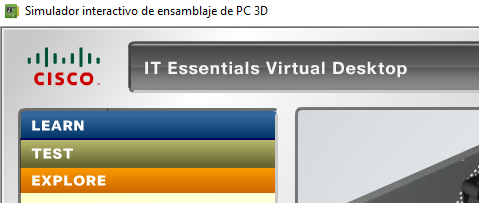 Simulador interactivo de ensamblaje de PC 3D
CISCO
IT Essentials Virtual Desktop
LEARN
TEST
EXPLORE